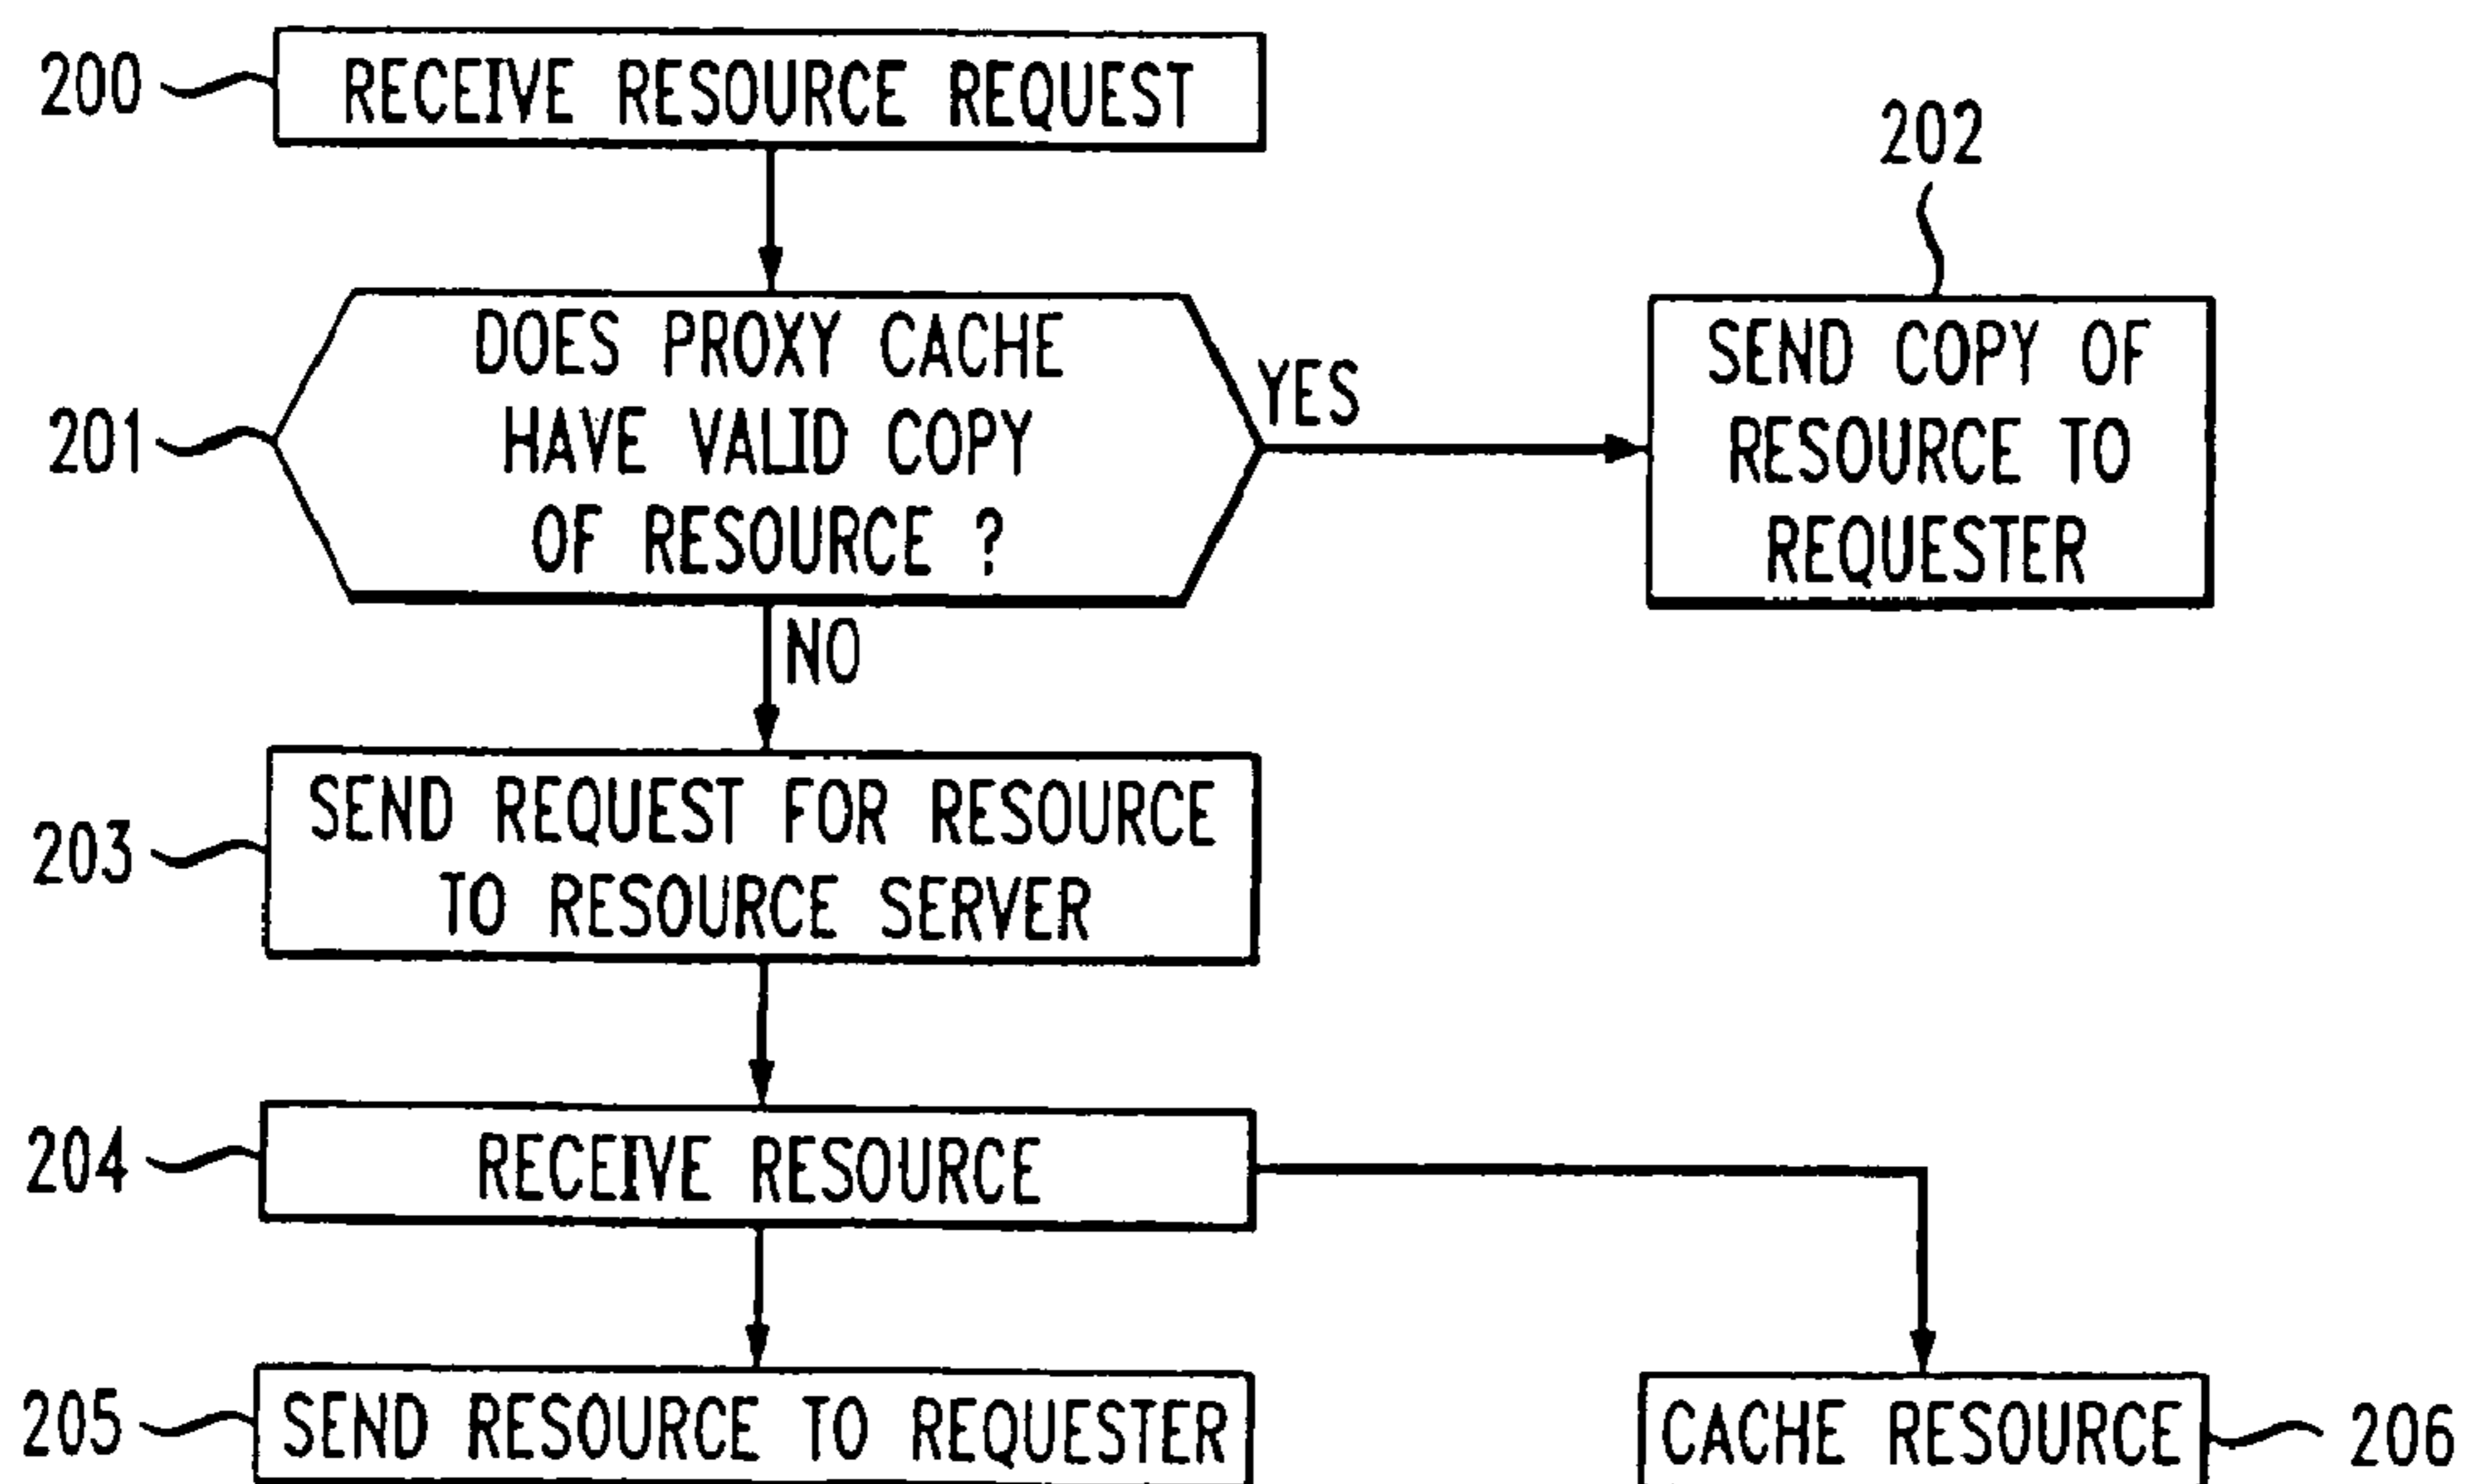 200
RECEIVE RESOURCE REQUEST
202
201
DOES PROXY CACHE
HAVE VALID COPY
OF RESOURCE ?
YES
SEND COPY OF
RESOURCE TO
REQUESTER
NO
203
SEND REQUEST FOR RESOURCE
TO RESOURCE SERVER
204
RECEIVE RESOURCE
205
SEND RESOURCE TO REQUESTER
CACHE RESOURCE
206